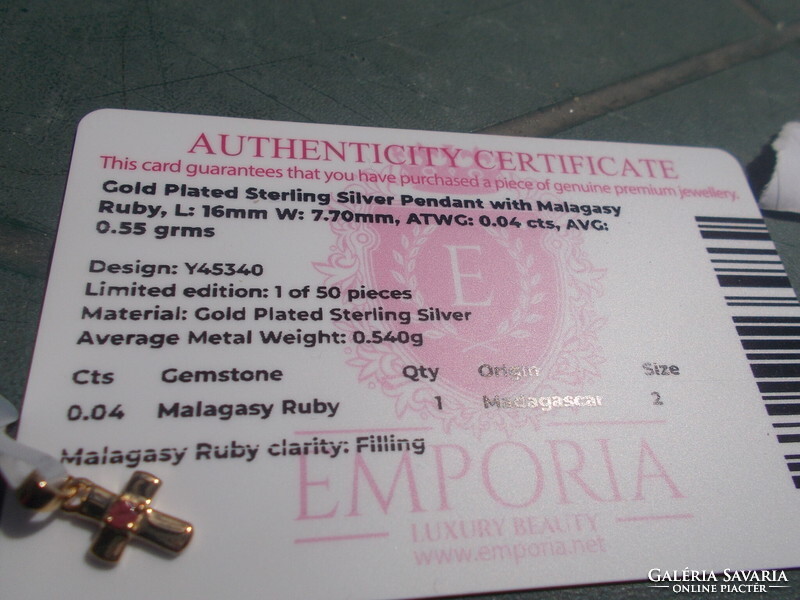 AUTHENTICITY CERTIFICATE
This card guarantees that you have purchased a piece of genuine premium jewellery.
Gold Plated Sterling Silver Pendant with Malagasy
Ruby, L: 16mm W: 7.70mm, ATWG: 0.04 cts, AVG:
0.55 grms
E
Design: Y45340
Limited edition: 1 of 50 pieces
Material: Gold Plated Sterling Silver
Average Metal Weight: 0.540g
Cts Gemstone Qty Origin Size
0.04 Malagasy Ruby 1 Madagascar 2
Malagasy Ruby clarity: Filling
EMPORIA
LUXURY BEAUTY
www.emporia.net
GALÉRIA SAVARIA
ONLINE PIACTÉR